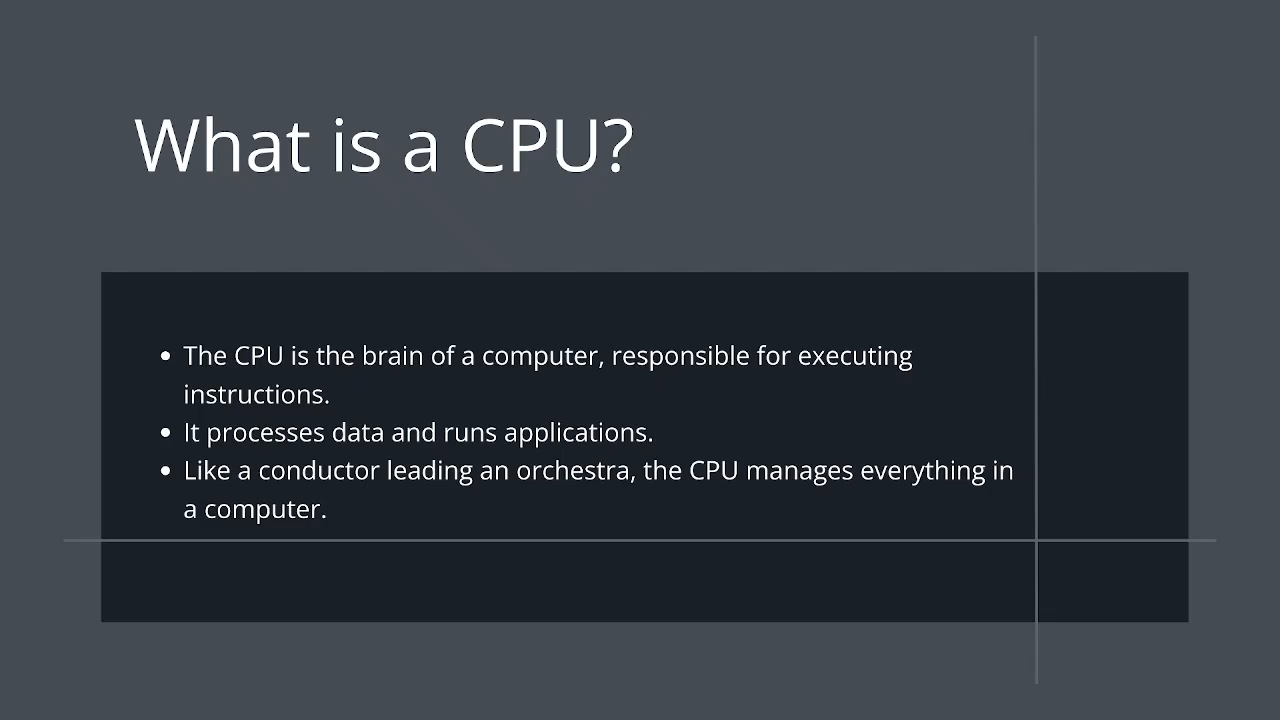 What is a CPU?
• The CPU is the brain of a computer, responsible for executing
instructions.
• It processes data and runs applications.
• Like a conductor leading an orchestra, the CPU manages everything in
a computer.